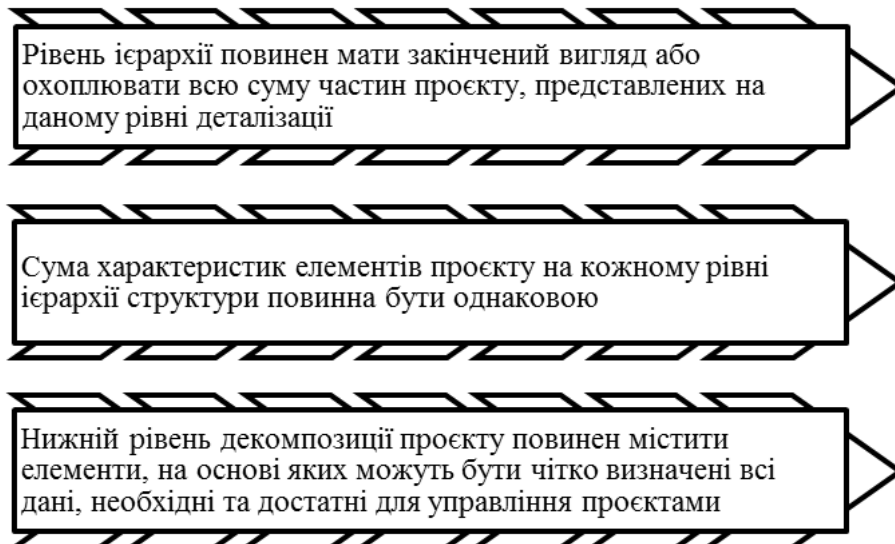 Рівень ієрархії повинен мати закінчений вигляд або
охоплювати всю суму частин проєкту, представлених на
даному рівні деталізації
Сума характеристик елементів проєкту на кожному рівні
ієрархії структури повинна бути однаковою
Нижній рівень декомпозиції проєкту повинен містити
елементи, на основі яких можуть бути чітко визначені всі
дані, необхідні та достатні для управління проєктами